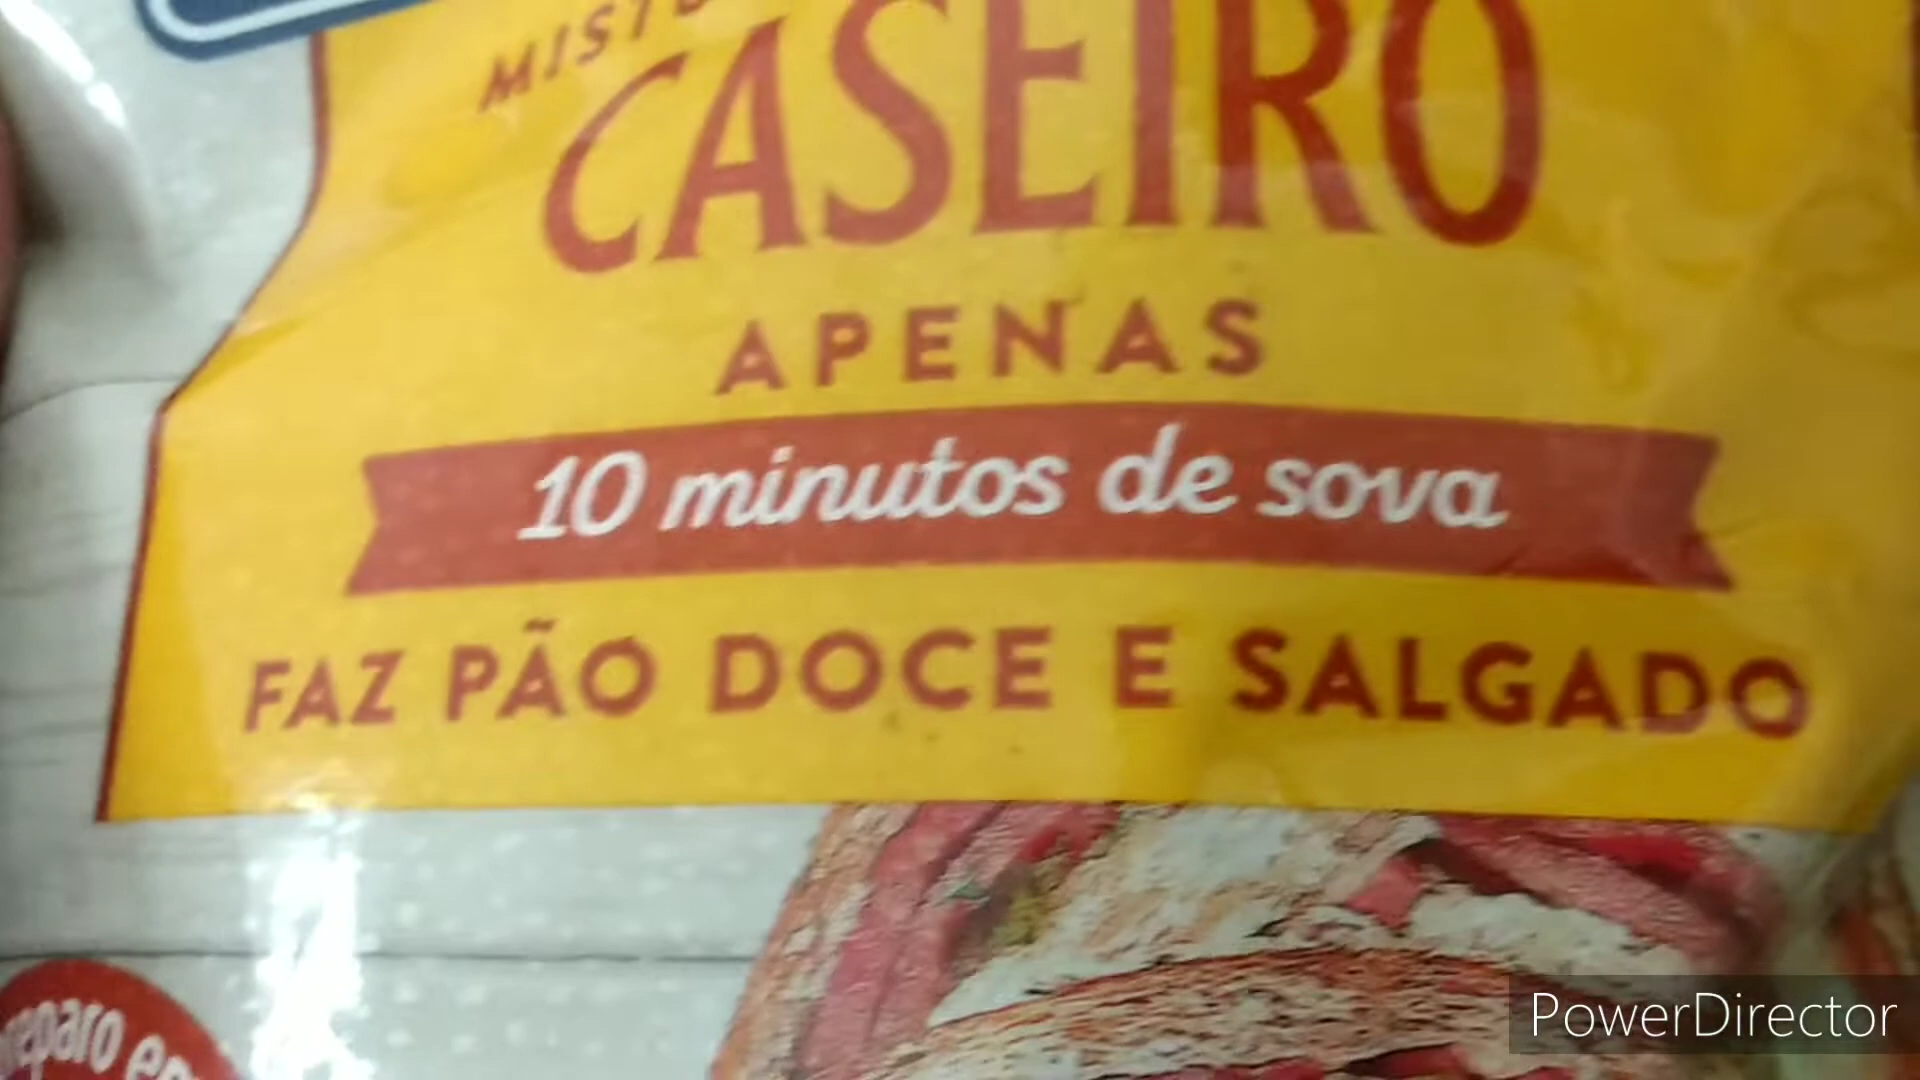 CASEIRO
APENAS
10 minutos de sova
FAZ PÃO DOCE E SALGADO
PowerDirector